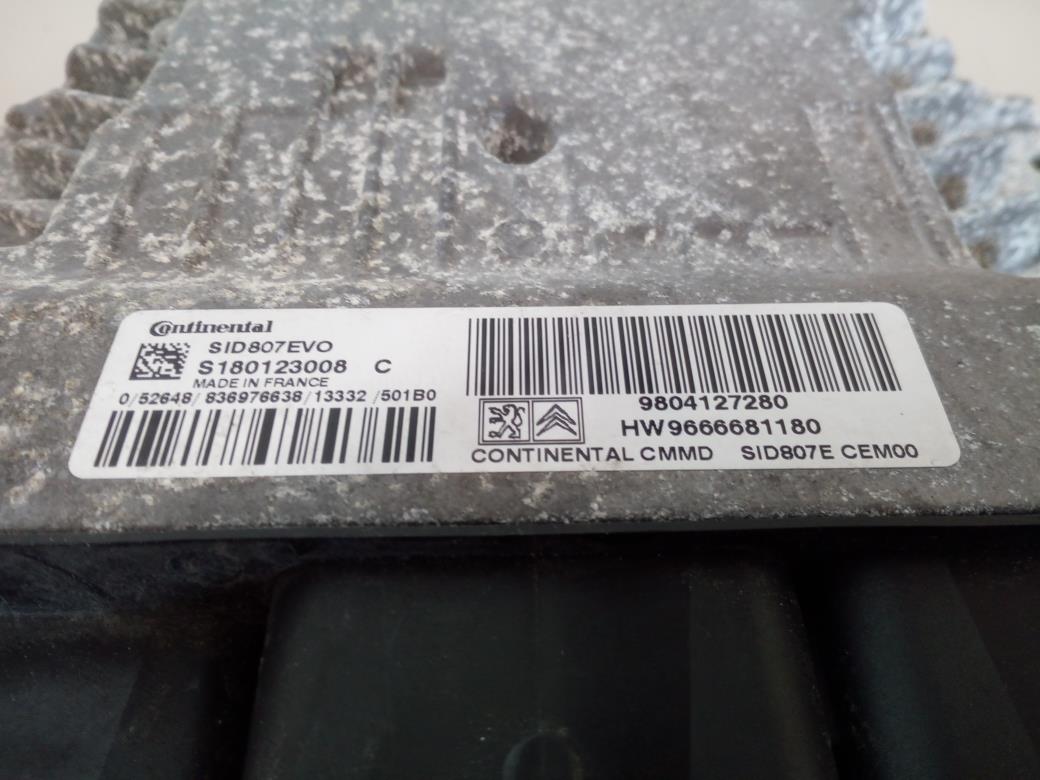 Continental
SID807EVO
S180123008 C
MADE IN FRANCE
0/52648/836976638/13332/501B0
9804127280
HW9666681180
CONTINENTAL CMMD SID807E CEM00